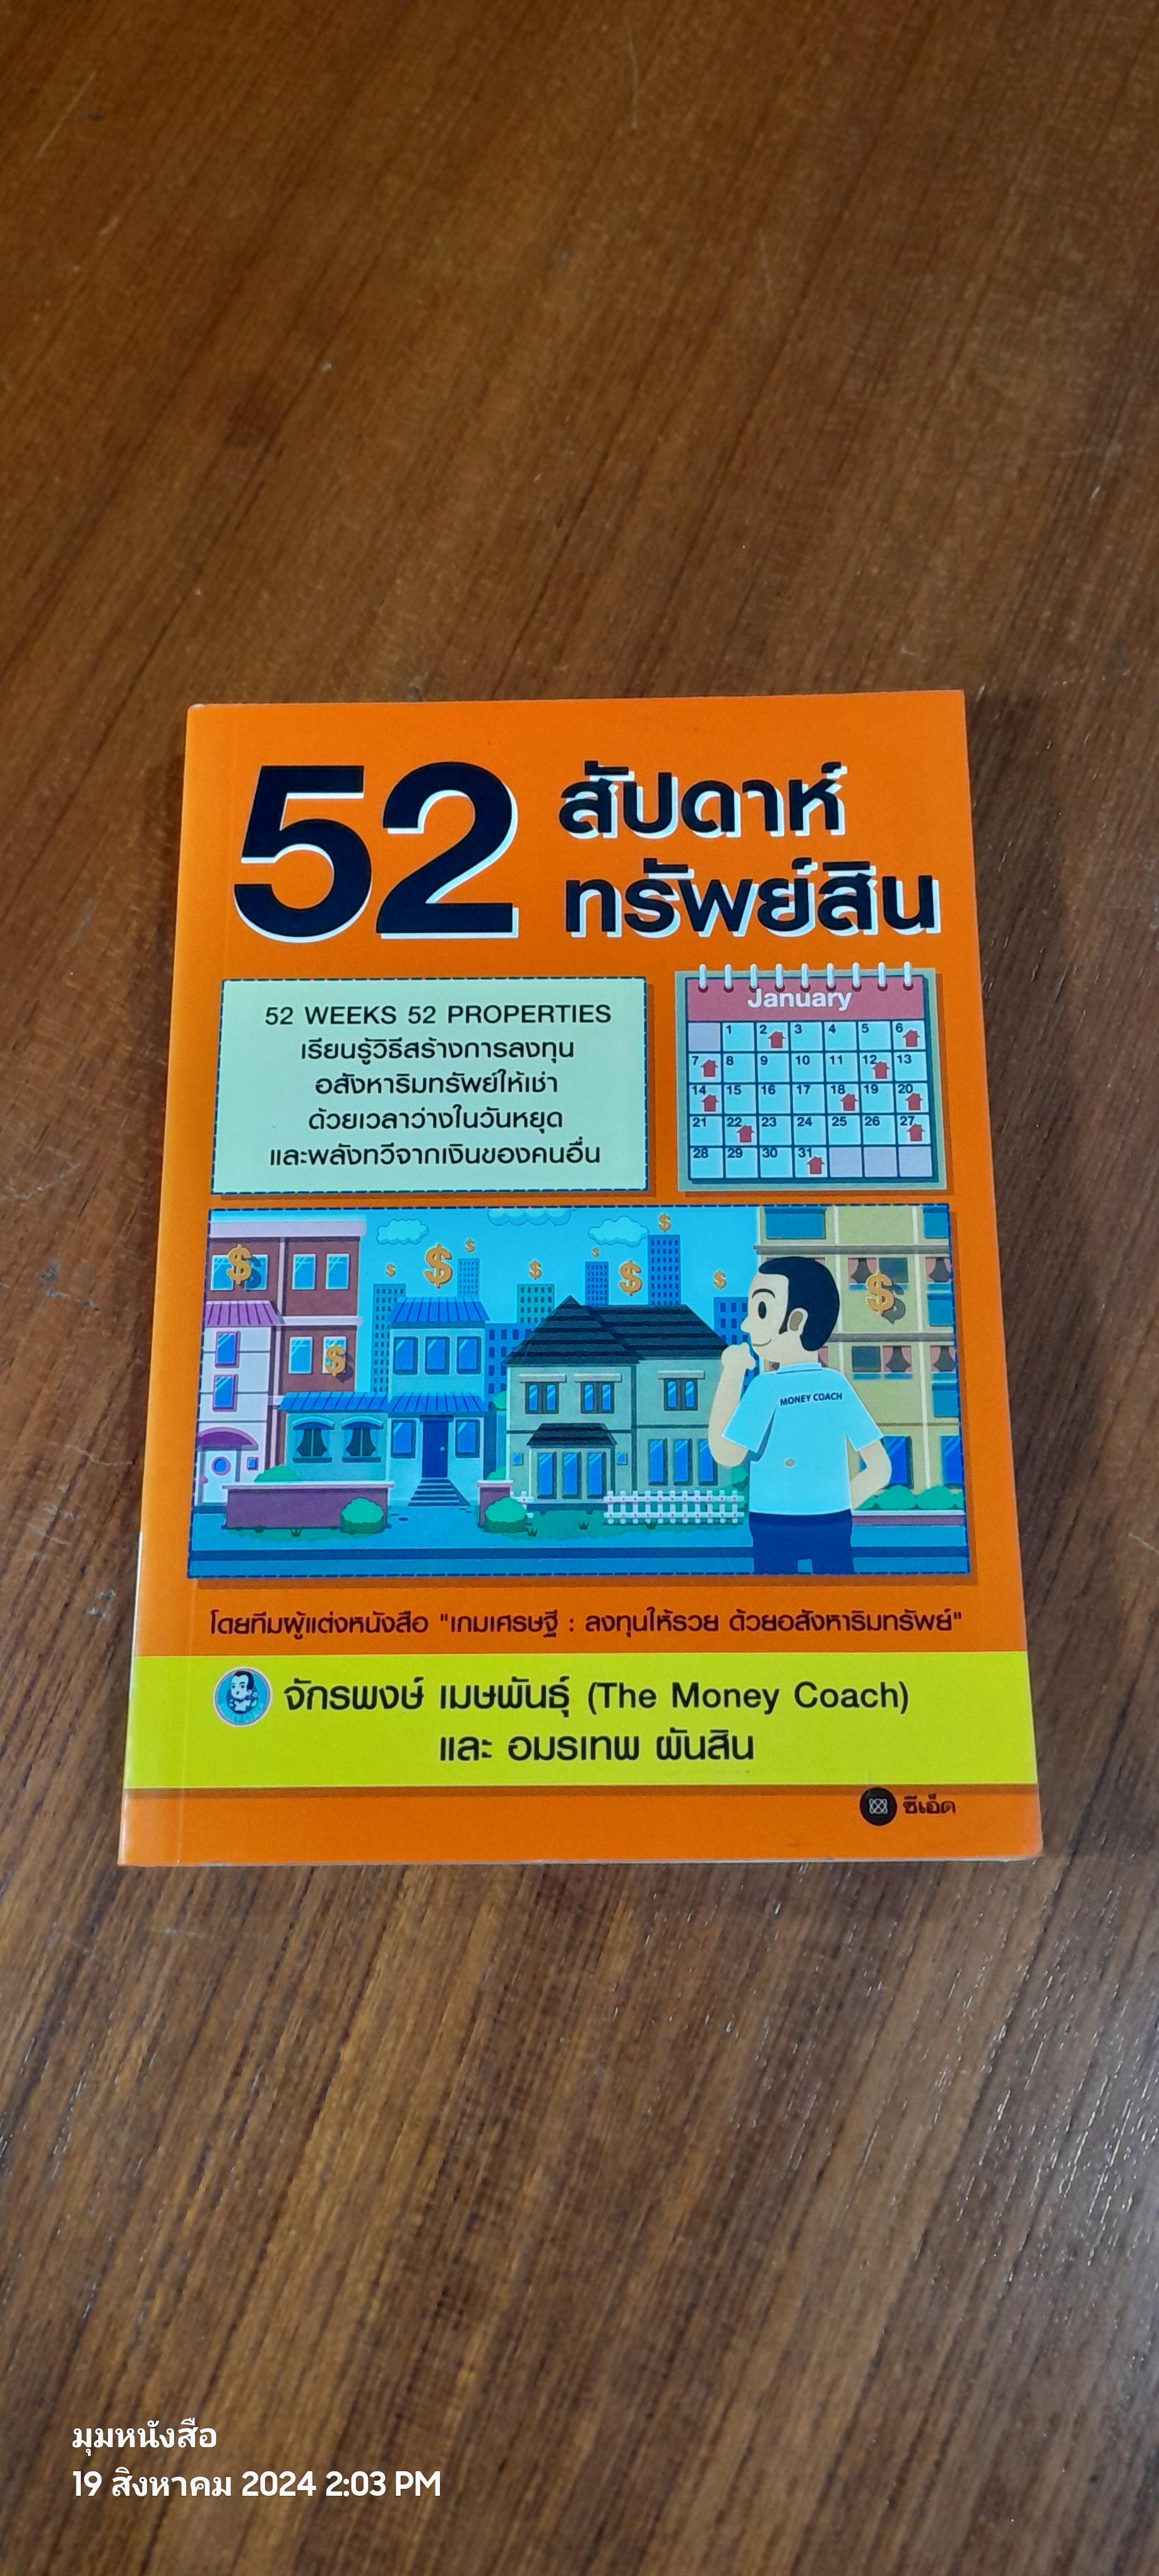 52 สัปดาห์
ทรัพย์สิน
52 WEEKS 52 PROPERTIES
เรียนรู้วิธีสร้างการลงทุน
อสังหาริมทรัพย์ให้เช่า
ด้วยเวลาว่างในวันหยุด
และพลังทวีจากเงินของคนอื่น
January
1 2 3 4 5 6
7 8 9 10 11 12 13
14 15 16 17 18 19 20
21 22 23 24 25 26 27
28 29 30 31
$ $ $ $ $ $ $ $ $ $ $
MONEY COACH
โดยทีมผู้แต่งหนังสือ "เกมเศรษฐี : ลงทุนให้รวย ด้วยอสังหาริมทรัพย์"
จักรพงษ์ เมษพันธุ์ (The Money Coach)
และ อมรเทพ ผันสิน
ซีเอ็ด
มุมหนังสือ
19 สิงหาคม 2024 2:03 PM